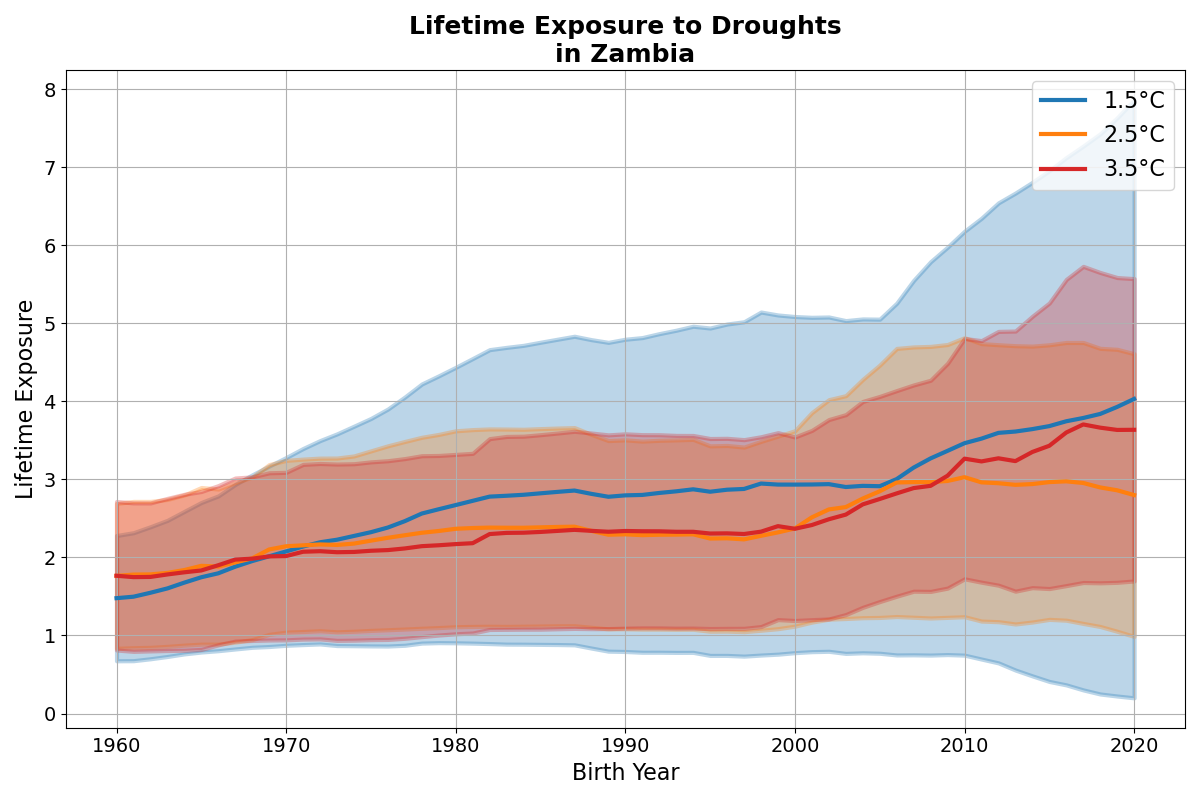 Lifetime Exposure to Droughts
in Zambia
Lifetime Exposure
8
7
6
5
4
3
2
1
0
1.5°C
2.5°C
3.5°C
1960 1970 1980 1990 2000 2010 2020
Birth Year